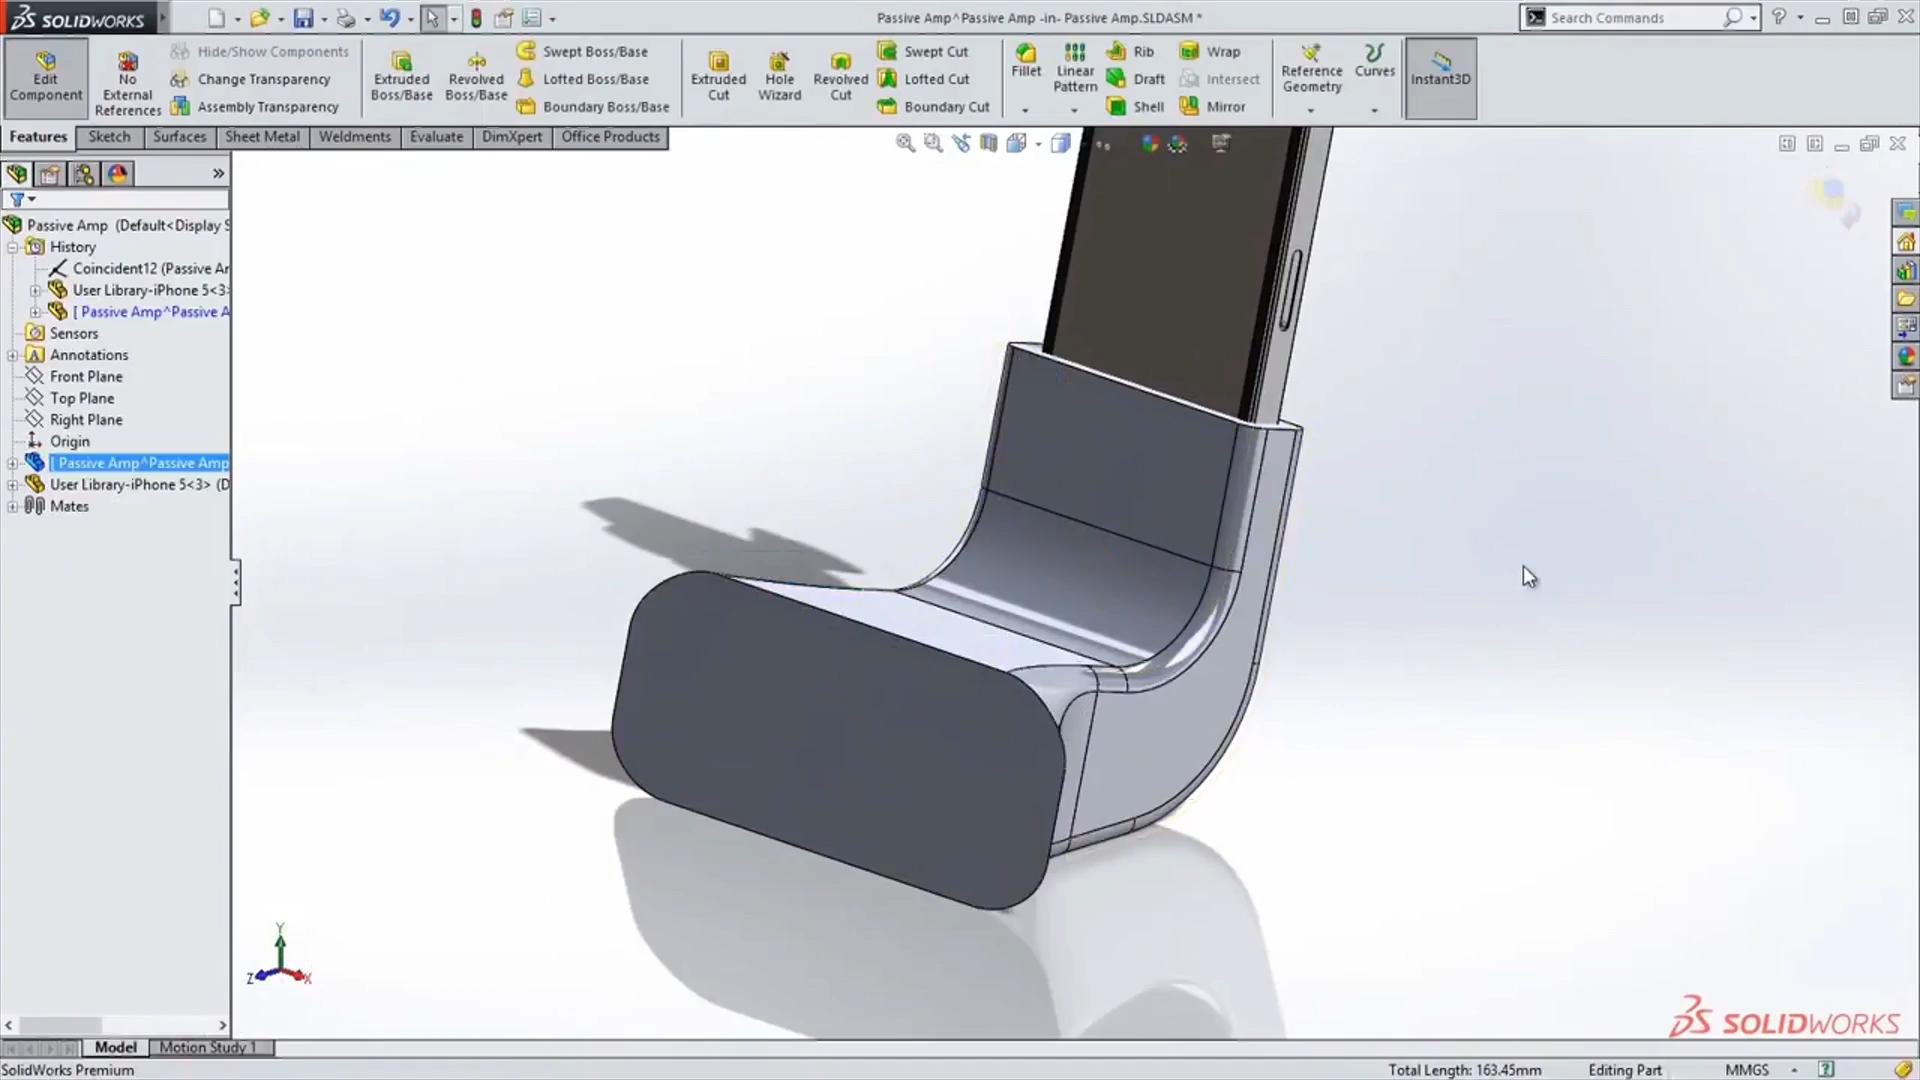 SOLIDWORKS
Passive Amp^Passive Amp -in- Passive Amp.SLDASM *
Search Commands
Edit Component
No External References
Hide/Show Components
Change Transparency
Assembly Transparency
Extruded Boss/Base
Revolved Boss/Base
Swept Boss/Base
Lofted Boss/Base
Boundary Boss/Base
Extruded Cut
Hole Wizard
Revolved Cut
Swept Cut
Lofted Cut
Boundary Cut
Fillet
Linear Pattern
Rib
Draft
Shell
Wrap
Intersect
Mirror
Reference Geometry
Curves
Instant3D
Features
Sketch
Surfaces
Sheet Metal
Weldments
Evaluate
DimXpert
Office Products
Passive Amp (Default<Display S
History
Coincident12 (Passive Ar
User Library-iPhone 5<3>
[ Passive Amp^Passive A
Sensors
Annotations
Front Plane
Top Plane
Right Plane
Origin
[ Passive Amp^Passive Amp
User Library-iPhone 5<3> (D
Mates
Y
Z
X
SOLIDWORKS
Model
Motion Study 1
SolidWorks Premium
Total Length: 163.45mm
Editing Part
MMGS